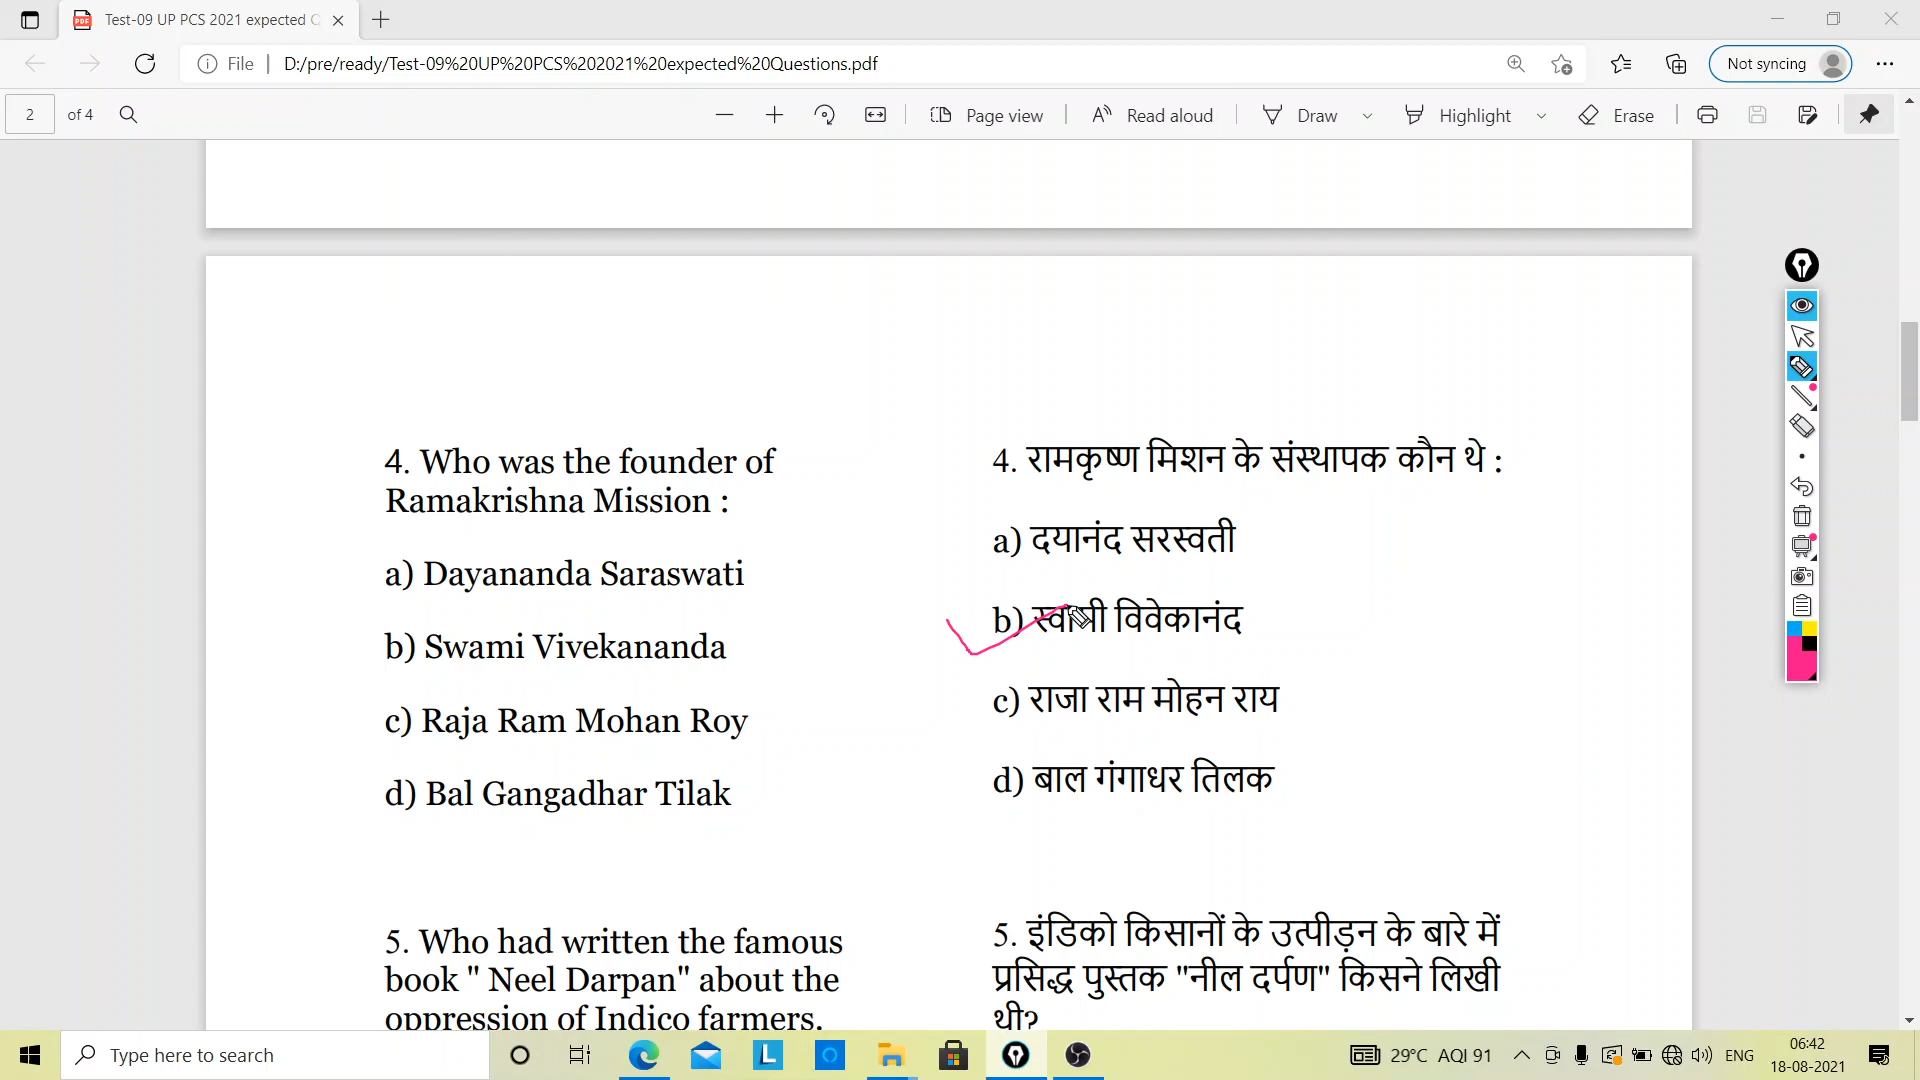 Test-09 UP PCS 2021 expected Q
File
D:/pre/ready/Test-09%20UP%20PCS%202021%20expected%20Questions.pdf
Not syncing
2 of 4
Page view
Read aloud
Draw
Highlight
Erase
4. Who was the founder of
Ramakrishna Mission :
a) Dayananda Saraswati
b) Swami Vivekananda
c) Raja Ram Mohan Roy
d) Bal Gangadhar Tilak
5. Who had written the famous
book " Neel Darpan" about the
oppression of Indico farmers.
4. रामकृष्ण मिशन के संस्थापक कौन थे :
a) दयानंद सरस्वती
b) स्वामी विवेकानंद
c) राजा राम मोहन राय
d) बाल गंगाधर तिलक
5. इंडिको किसानों के उत्पीड़न के बारे में
प्रसिद्ध पुस्तक "नील दर्पण" किसने लिखी
थी?
Type here to search
29°C AQI 91
ENG
06:42
18-08-2021